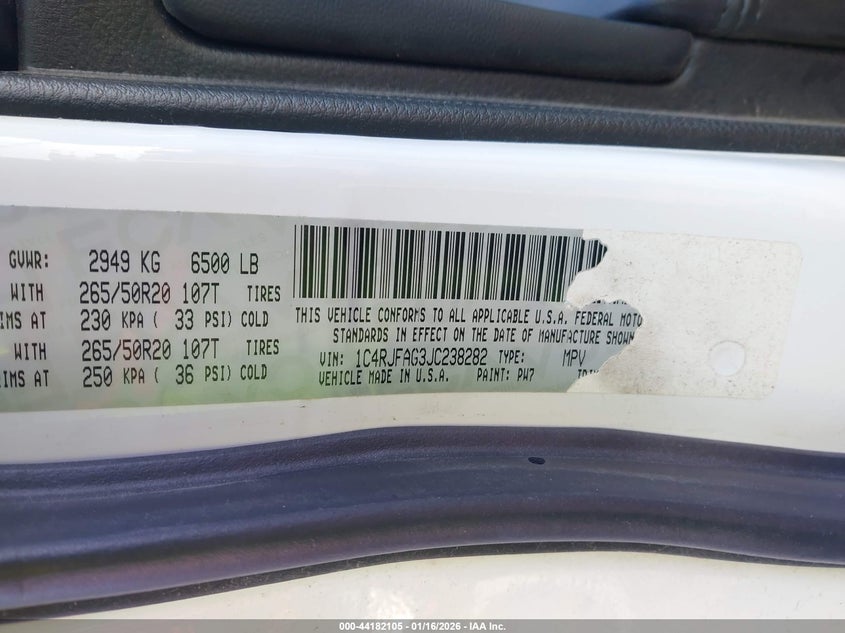 GVWR: 2949 KG 6500 LB
WITH 265/50R20 107T TIRES
IMS AT 230 KPA ( 33 PSI) COLD
WITH 265/50R20 107T TIRES
IMS AT 250 KPA ( 36 PSI) COLD
THIS VEHICLE CONFORMS TO ALL APPLICABLE U.S.A. FEDERAL MOTO
STANDARDS IN EFFECT ON THE DATE OF MANUFACTURE SHOWN
VIN: 1C4RJFAG3JC238282 TYPE: MPV
VEHICLE MADE IN U.S.A. PAINT: PW7
000-44182105 - 01/16/2026 - IAA Inc.